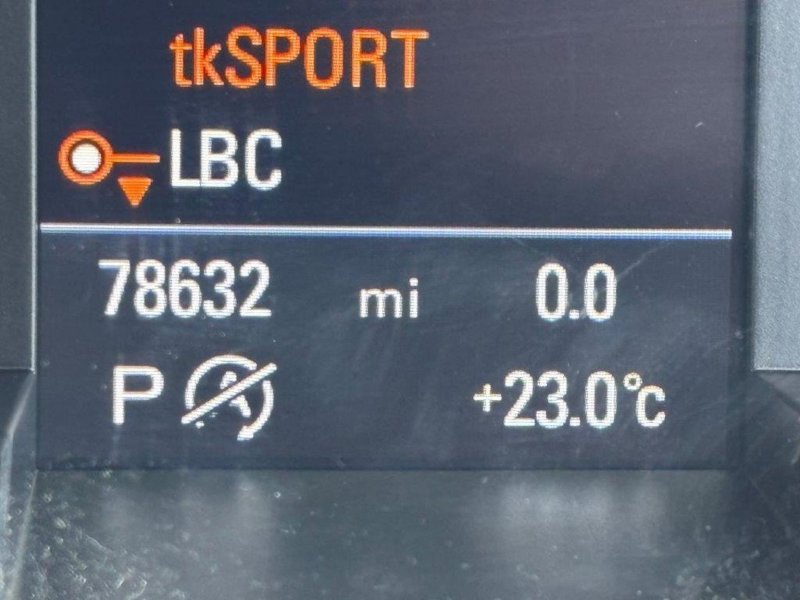 tkSPORT
LBC
78632 mi 0.0
P A +23.0°c